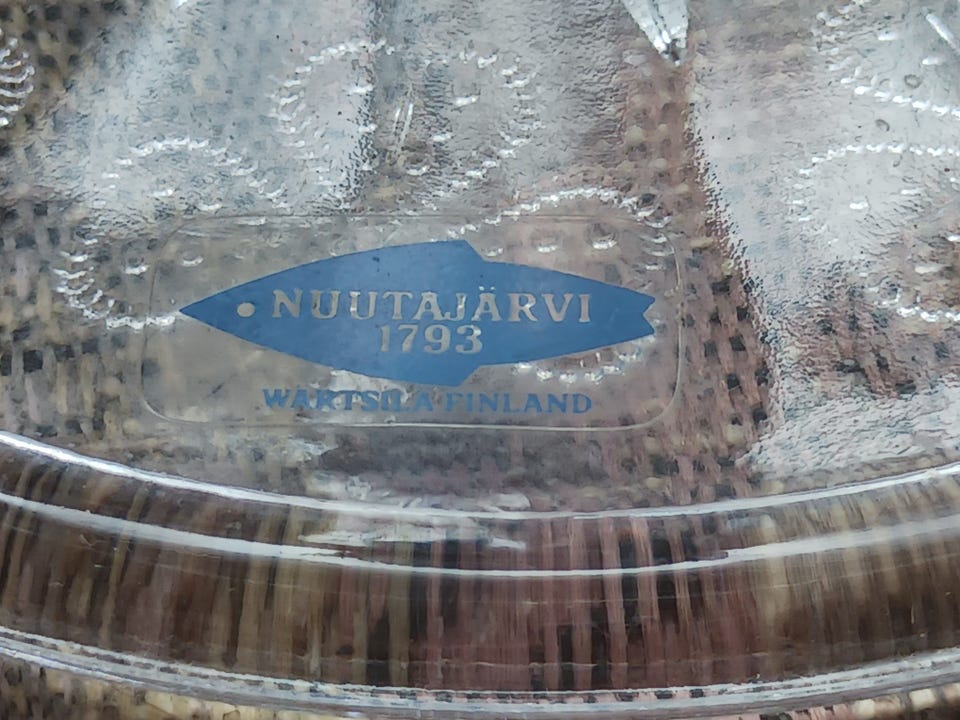 NUUTAJÄRVI
1793
WÄRTSILÄ FINLAND